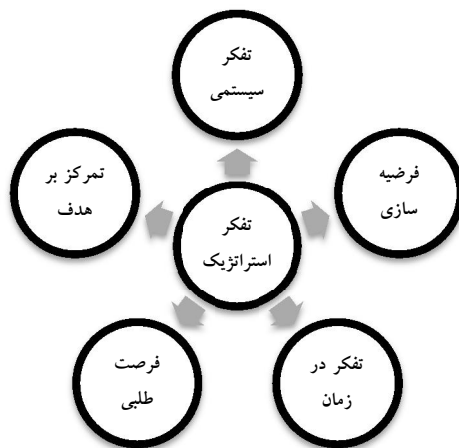 تفکر
سیستمی
فرضیه
سازی
تمرکز بر
هدف
تفکر
استراتژیک
تفکر در
زمان
فرصت
طلبی